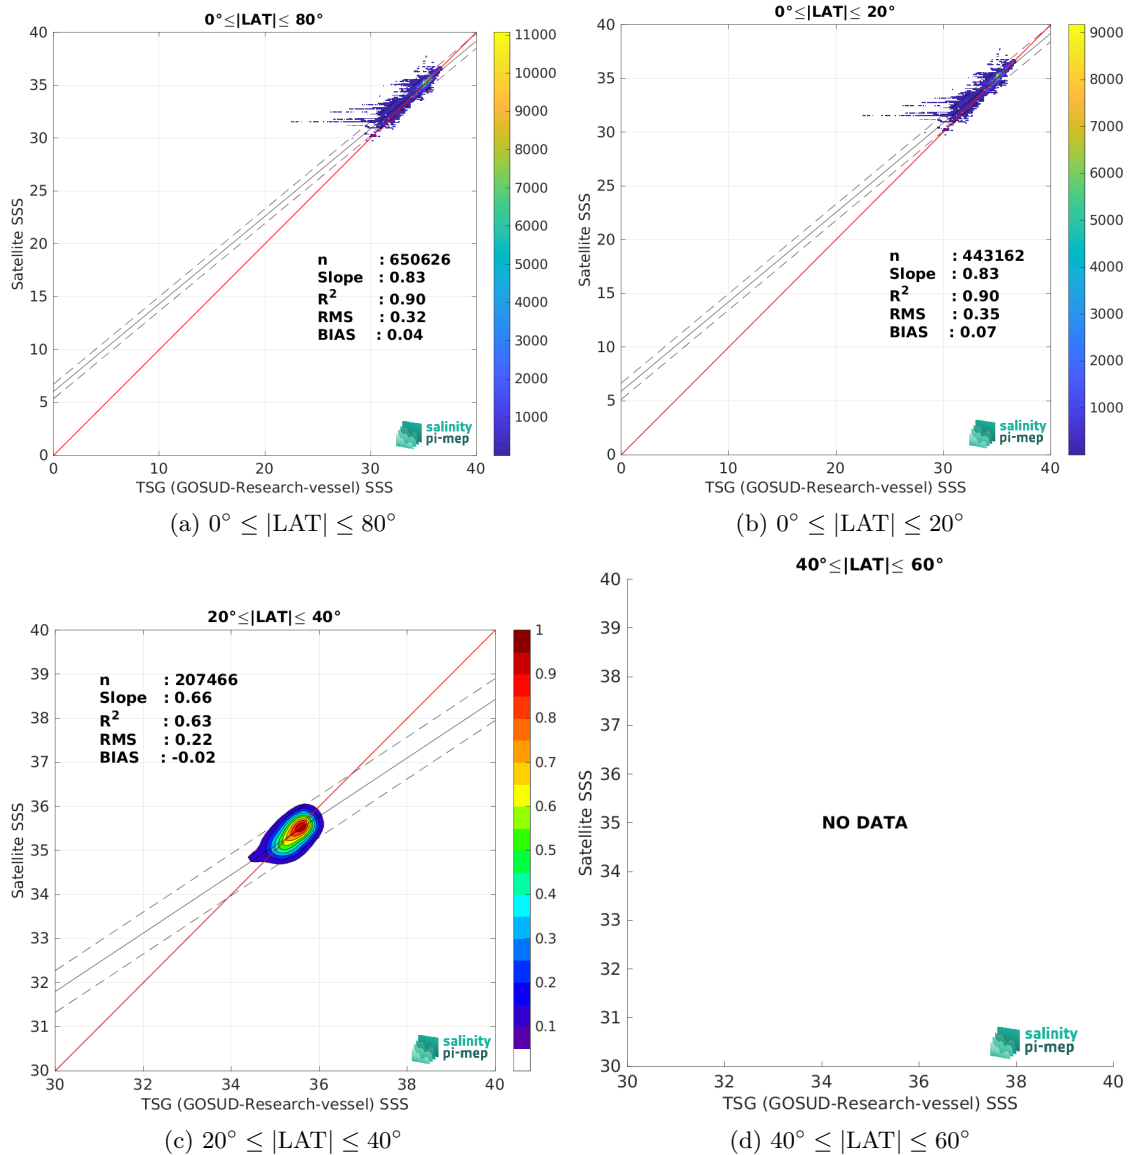 0°≤|LAT|≤ 80°
40
35
30
25
20
15
10
5
0
0
10
20
30
40
Satellite SSS
TSG (GOSUD-Research-vessel) SSS
n : 650626
Slope : 0.83
R² : 0.90
RMS : 0.32
BIAS : 0.04
salinity
pi-mep
11000
10000
9000
8000
7000
6000
5000
4000
3000
2000
1000
(a) 0° ≤ |LAT| ≤ 80°
0°≤|LAT|≤ 20°
40
35
30
25
20
15
10
5
0
0
10
20
30
40
Satellite SSS
TSG (GOSUD-Research-vessel) SSS
n : 443162
Slope : 0.83
R² : 0.90
RMS : 0.35
BIAS : 0.07
salinity
pi-mep
9000
8000
7000
6000
5000
4000
3000
2000
1000
(b) 0° ≤ |LAT| ≤ 20°
20°≤|LAT|≤ 40°
40
39
38
37
36
35
34
33
32
31
30
30
32
34
36
38
40
Satellite SSS
TSG (GOSUD-Research-vessel) SSS
n : 207466
Slope : 0.66
R² : 0.63
RMS : 0.22
BIAS : -0.02
salinity
pi-mep
1
0.9
0.8
0.7
0.6
0.5
0.4
0.3
0.2
0.1
(c) 20° ≤ |LAT| ≤ 40°
40°≤|LAT|≤ 60°
40
39
38
37
36
35
34
33
32
31
30
30
32
34
36
38
40
Satellite SSS
TSG (GOSUD-Research-vessel) SSS
NO DATA
salinity
pi-mep
(d) 40° ≤ |LAT| ≤ 60°